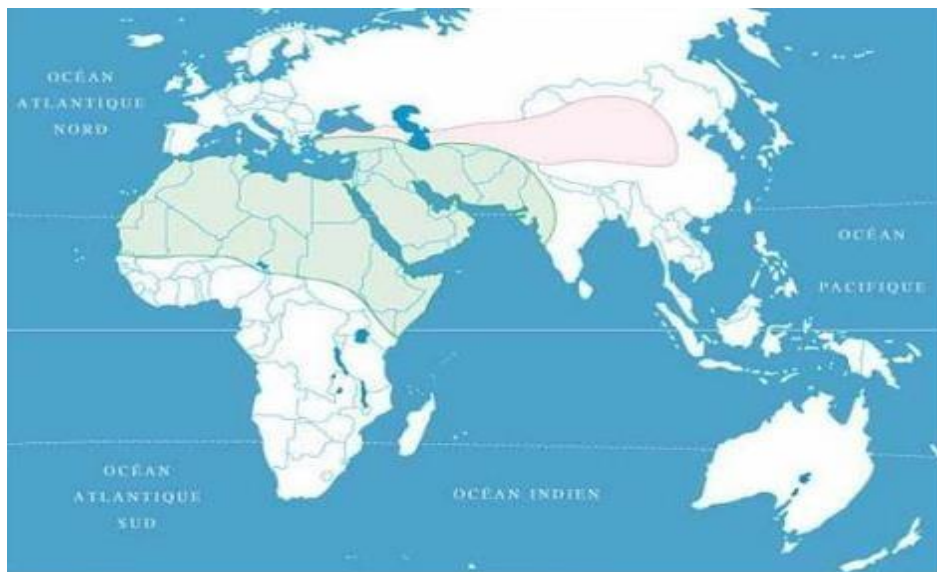 OCÉAN
ATLANTIQUE
NORD
OCÉAN
PACIFIQUE
OCÉAN
ATLANTIQUE
SUD
OCÉAN INDIEN